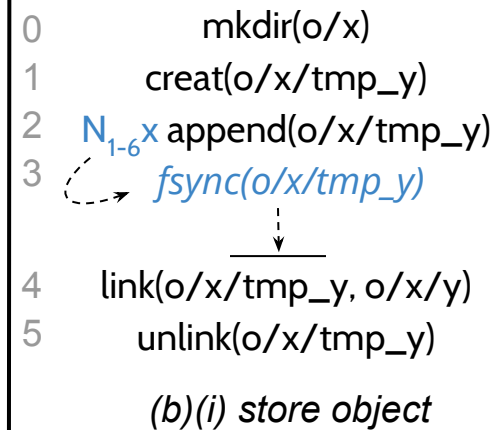 0 mkdir(o/x)
1 creat(o/x/tmp_y)
2 N1-6x append(o/x/tmp_y)
3 fsync(o/x/tmp_y)
4 link(o/x/tmp_y, o/x/y)
5 unlink(o/x/tmp_y)
(b)(i) store object